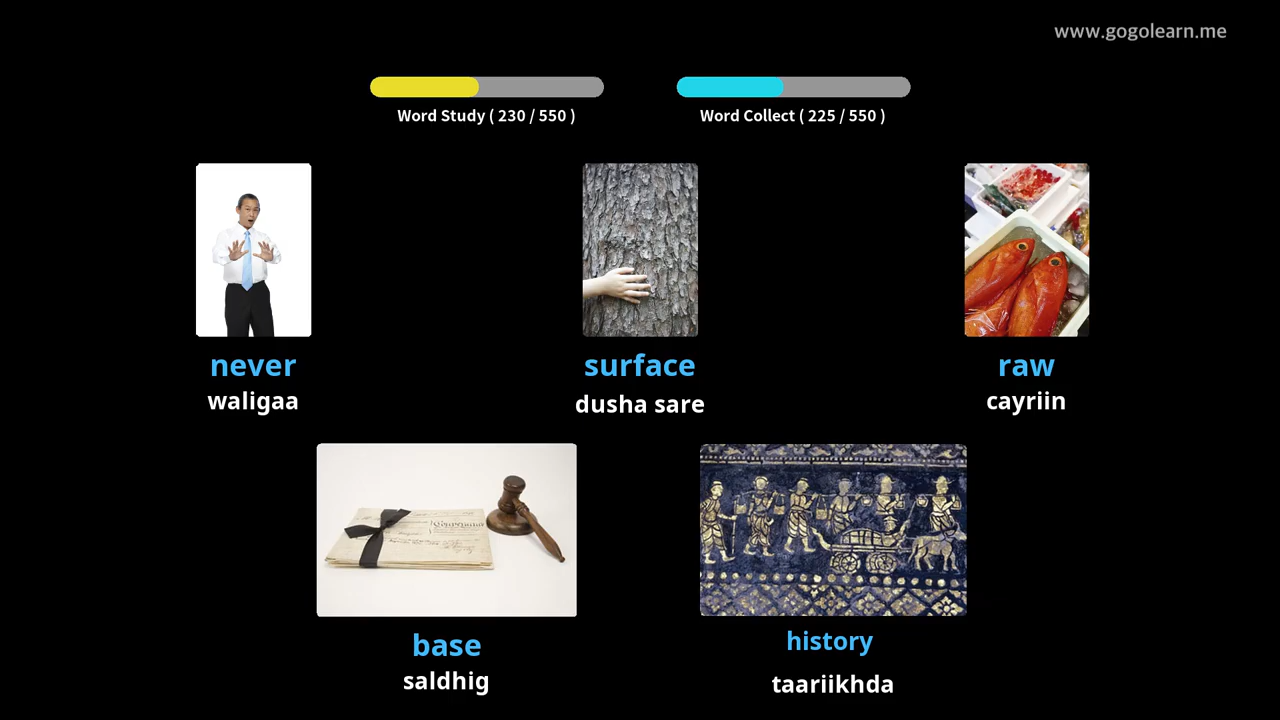 www.gogolearn.me
Word Study ( 230 / 550 )
Word Collect ( 225 / 550 )
never
waligaa
surface
dusha sare
raw
cayriin
base
saldhig
history
taariikhda